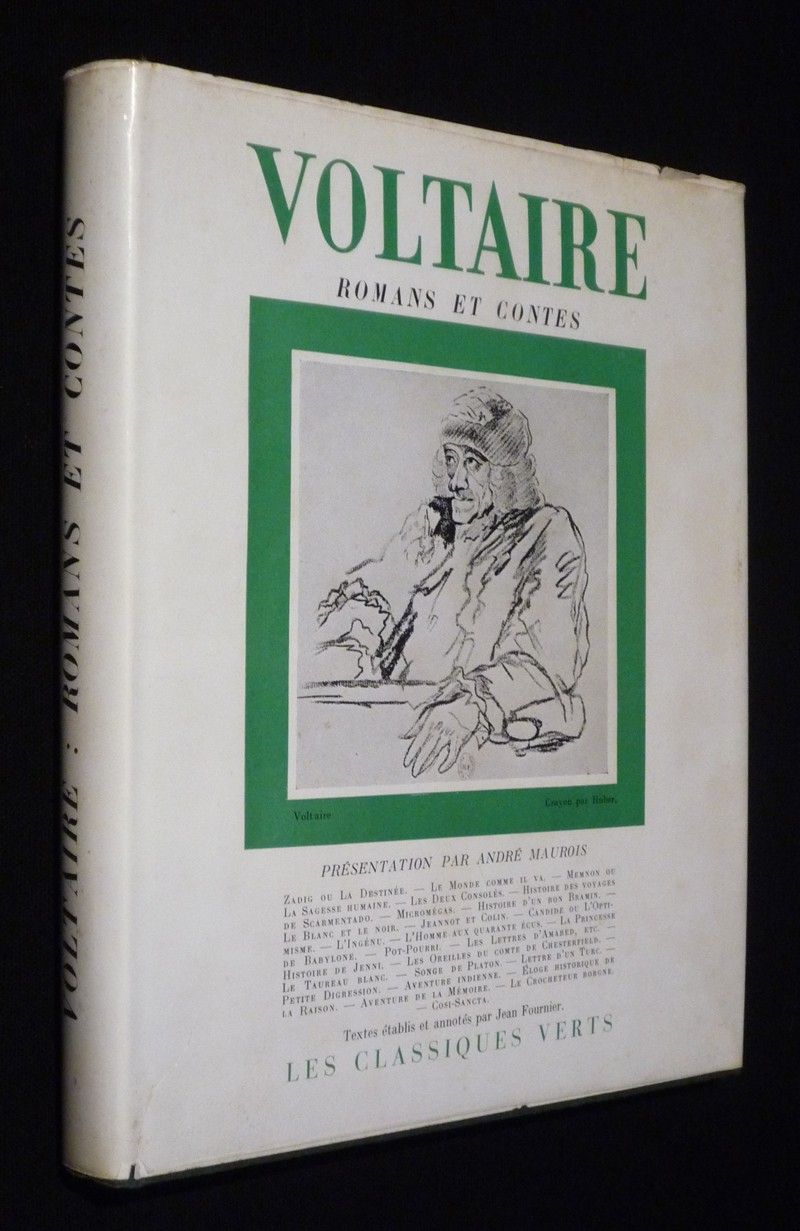 VOLTAIRE : ROMANS ET CONTES
VOLTAIRE
ROMANS ET CONTES
Voltaire
Crayon par Huber.
PRÉSENTATION PAR ANDRÉ MAUROIS
ZADIG OU LA DESTINÉE. — LE MONDE COMME IL VA. — MEMNON OU
LA SAGESSE HUMAINE. — LES DEUX CONSOLÉS. — HISTOIRE DES VOYAGES
DE SCARMENTADO. — MICROMÉGAS. — HISTOIRE D'UN BON BRAMIN. —
LE BLANC ET LE NOIR. — JEANNOT ET COLIN. — CANDIDE OU L'OPTI-
MISME. — L'INGÉNU. — L'HOMME AUX QUARANTE ÉCUS. — LA PRINCESSE
DE BABYLONE. — POT-POURRI. — LES LETTRES D'AMABED, ETC. —
HISTOIRE DE JENNI. — LES OREILLES DU COMTE DE CHESTERFIELD. —
LE TAUREAU BLANC. — SONGE DE PLATON. — LETTRE D'UN TURC. —
PETITE DIGRESSION. — AVENTURE INDIENNE. — ÉLOGE HISTORIQUE DE
LA RAISON. — AVENTURE DE LA MÉMOIRE. — LE CROCHETEUR BORGNE.
— COSI-SANCTA.
Textes établis et annotés par Jean Fournier.
LES CLASSIQUES VERTS